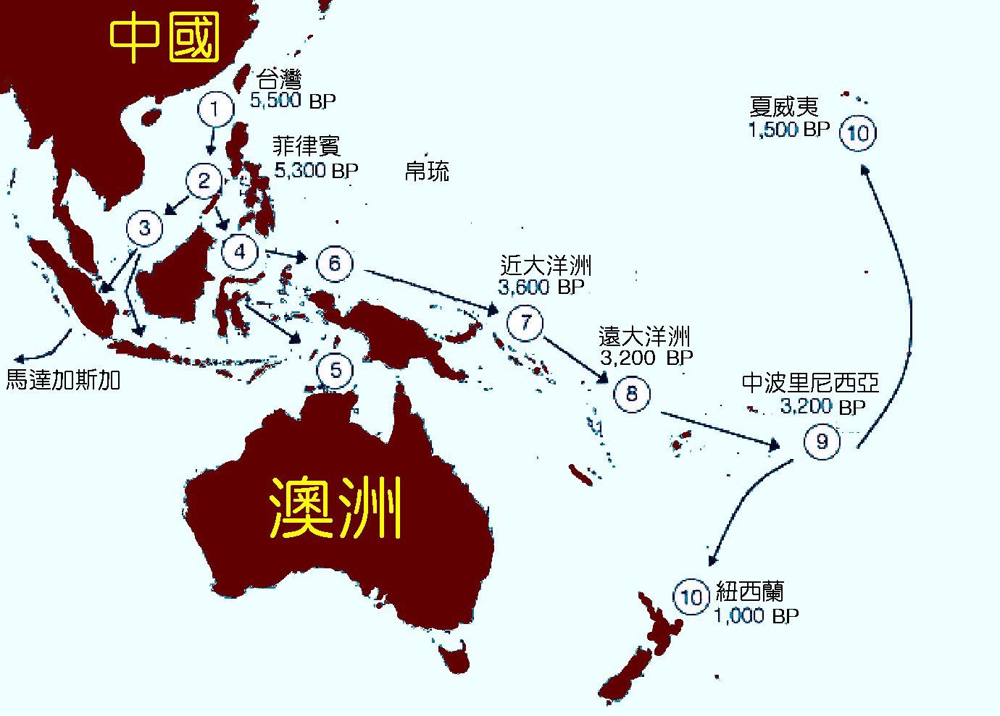 中國
台灣
5,500 BP
1
夏威夷
1,500 BP
10
菲律賓
5,300 BP
2
帛琉
3
4
6
近大洋洲
3,600 BP
7
遠大洋洲
3,200 BP
8
5
馬達加斯加
中波里尼西亞
3,200 BP
9
澳洲
10
紐西蘭
1,000 BP